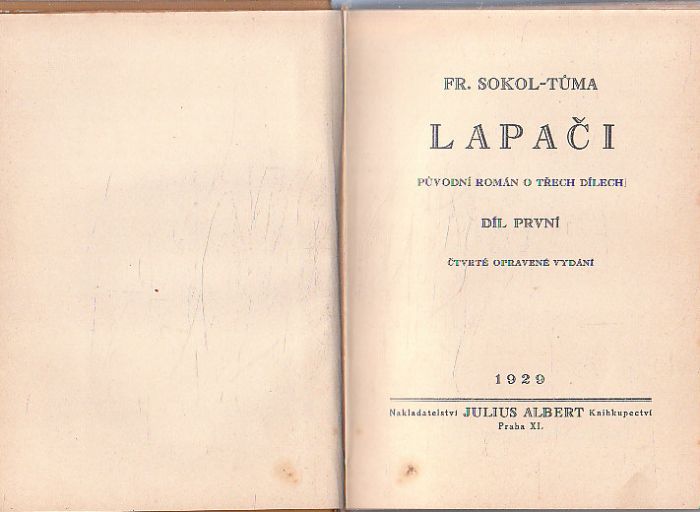 FR. SOKOL-TŮMA
LAPAČI
PŮVODNÍ ROMÁN O TŘECH DÍLECH
DÍL PRVNÍ
ČTVRTÉ OPRAVENÉ VYDÁNÍ
1929
Nakladatelství JULIUS ALBERT Knihkupectví
Praha XI.